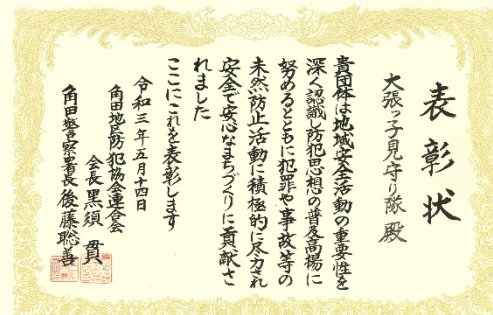 表彰状
大張っ子見守り隊 殿
貴団体は地域安全活動の重要性を
深く認識し防犯思想の普及高揚に
努めるとともに犯罪や事故等の
未然防止活動に積極的に尽力され
安全で安心なまちづくりに貢献さ
れました
ここにこれを表彰します
令和三年五月十四日
角田地区防犯協会連合会
会長 黒須 貫
角田警察署長 後藤聡善